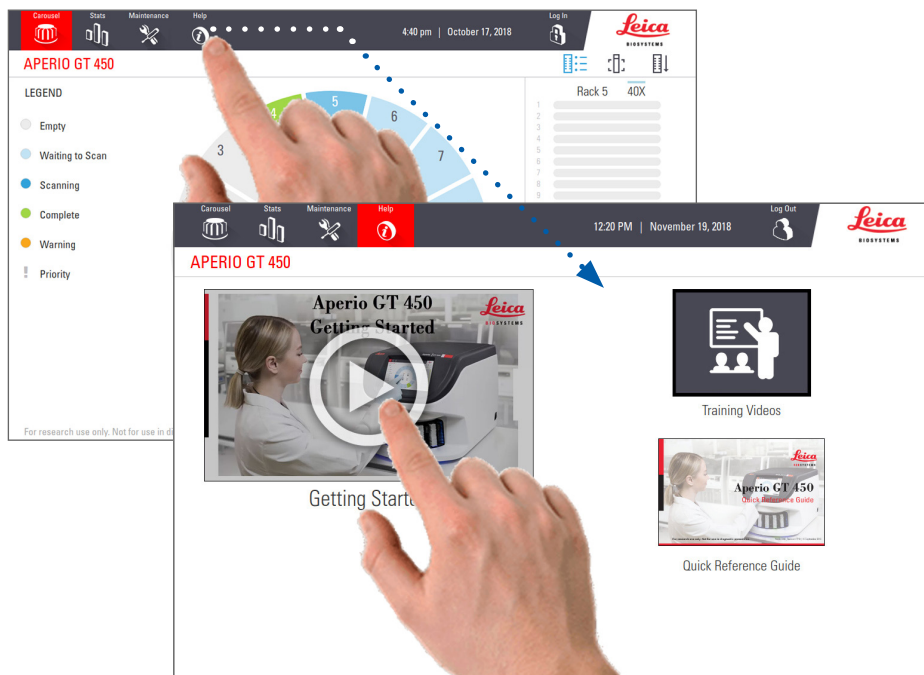 Carousel Stats Maintenance Help Log In
4:40 pm | October 17, 2018
Leica
BIOSYSTEMS
APERIO GT 450
LEGEND
Empty
Waiting to Scan
Scanning
Complete
Warning
! Priority
3
4
5
6
7
Rack 5 40X
1
2
3
4
5
6
7
8
9
For research use only. Not for use in di
Carousel Stats Maintenance Help Log Out
12:20 PM | November 19, 2018
Leica
BIOSYSTEMS
APERIO GT 450
Aperio GT 450
Getting Started
Leica
BIOSYSTEMS
Getting Starte
Training Videos
Leica
BIOSYSTEMS
Aperio GT 450
Quick Reference Guide
Quick Reference Guide